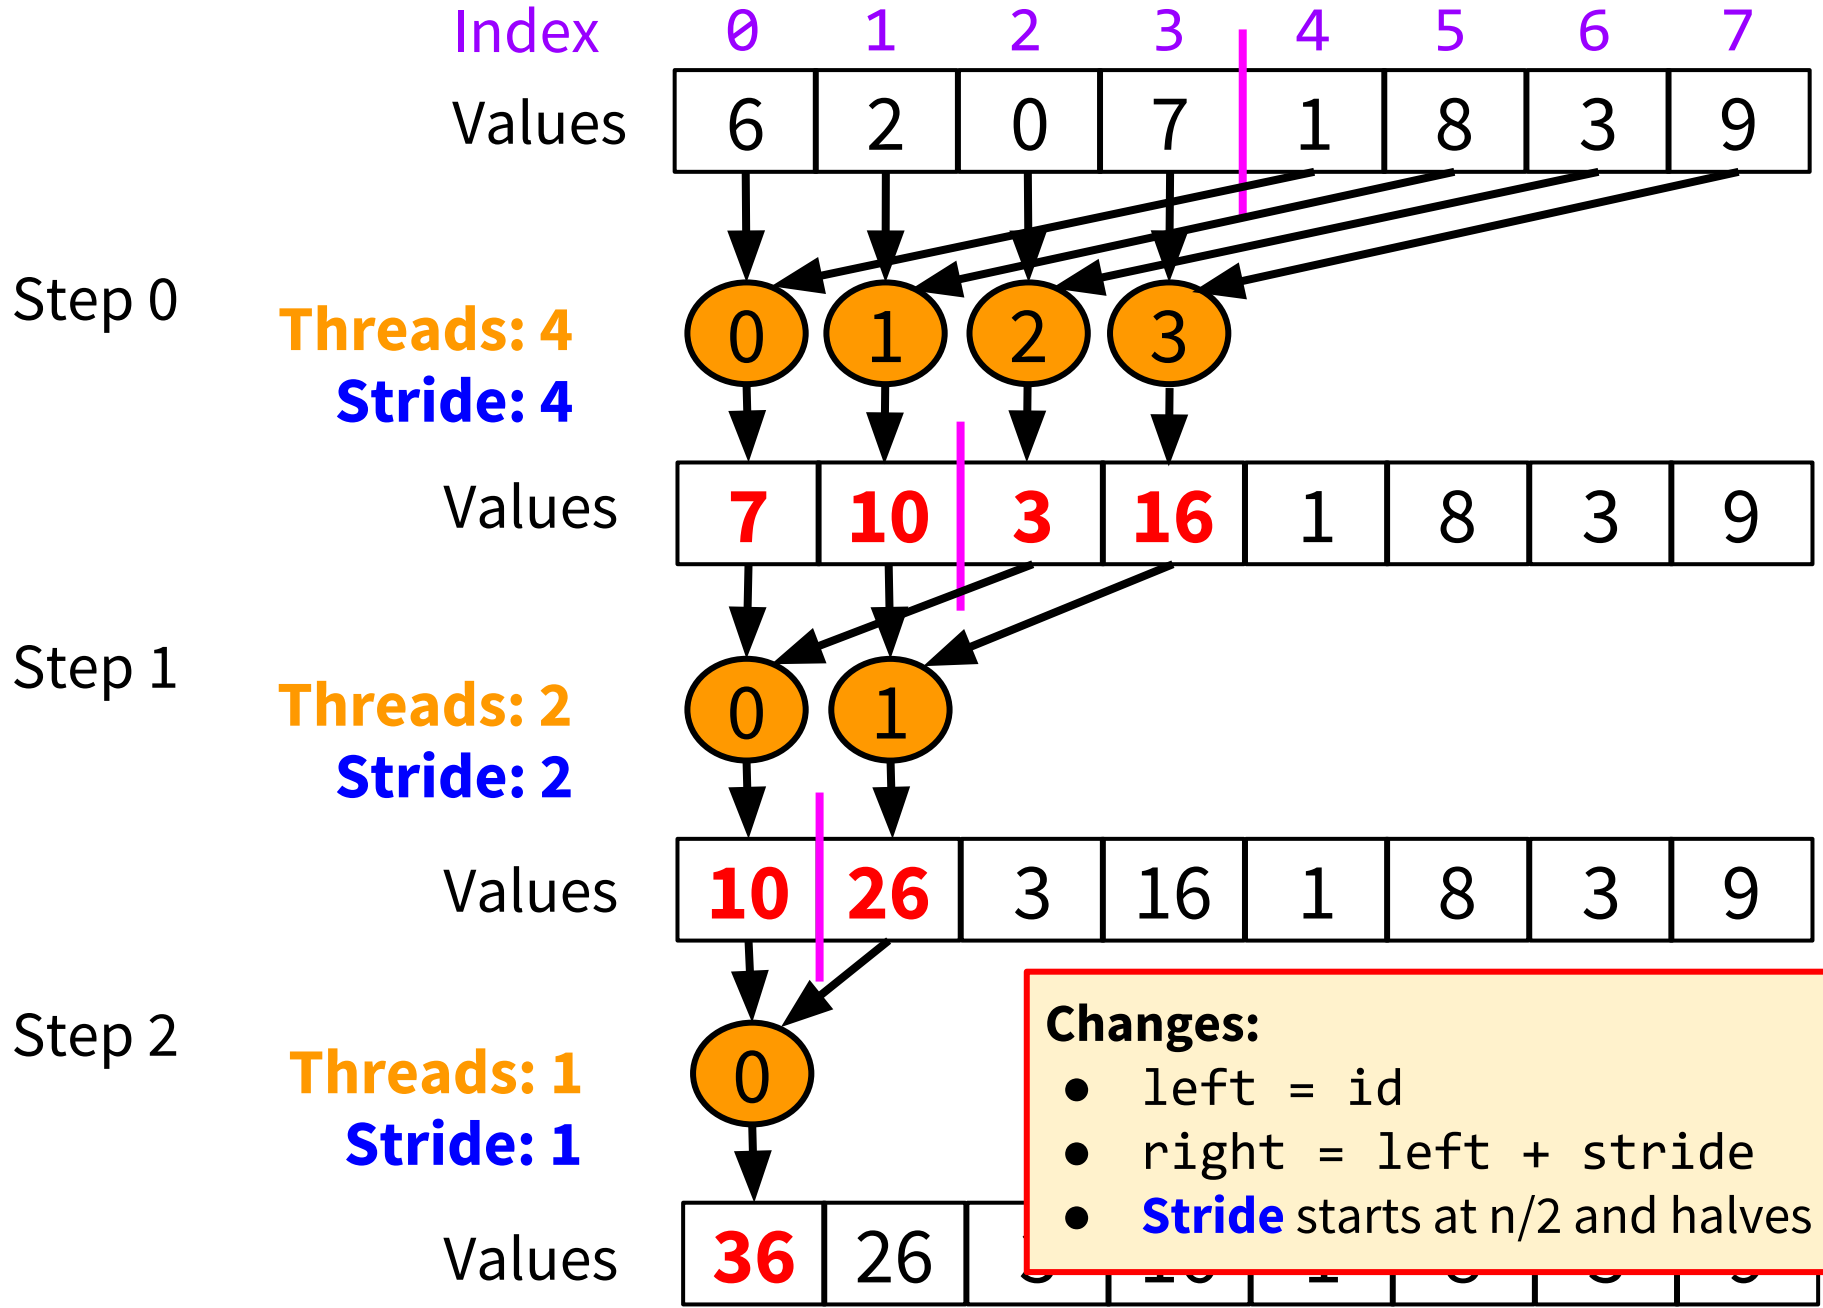 Index 0 1 2 3 4 5 6 7
Values 6 2 0 7 1 8 3 9
Step 0
0 1 2 3
Threads: 4
Stride: 4
Values 7 10 3 16 1 8 3 9
Step 1
0 1
Threads: 2
Stride: 2
Values 10 26 3 16 1 8 3 9
Step 2
0
Threads: 1
Stride: 1
Changes:
● left = id
● right = left + stride
● Stride starts at n/2 and halves
Values 36 26